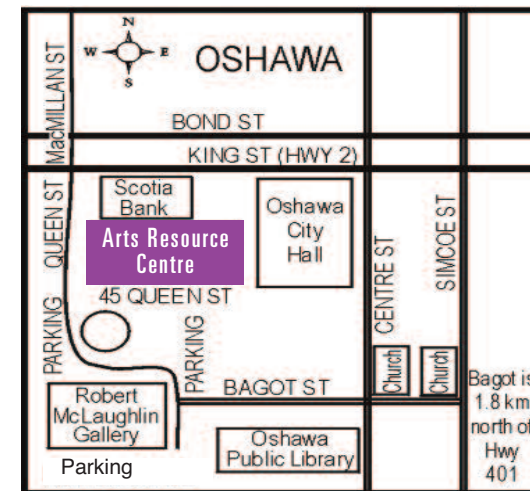 N
W E
S
OSHAWA
MacMILLAN ST
BOND ST
KING ST (HWY 2)
QUEEN ST
Scotia
Bank
Arts Resource
Centre
45 QUEEN ST
Oshawa
City
Hall
CENTRE ST
SIMCOE ST
PARKING
PARKING
Church
Church
BAGOT ST
Robert
McLaughlin
Gallery
Parking
Oshawa
Public Library
Bagot is
1.8 km
north of
Hwy
401